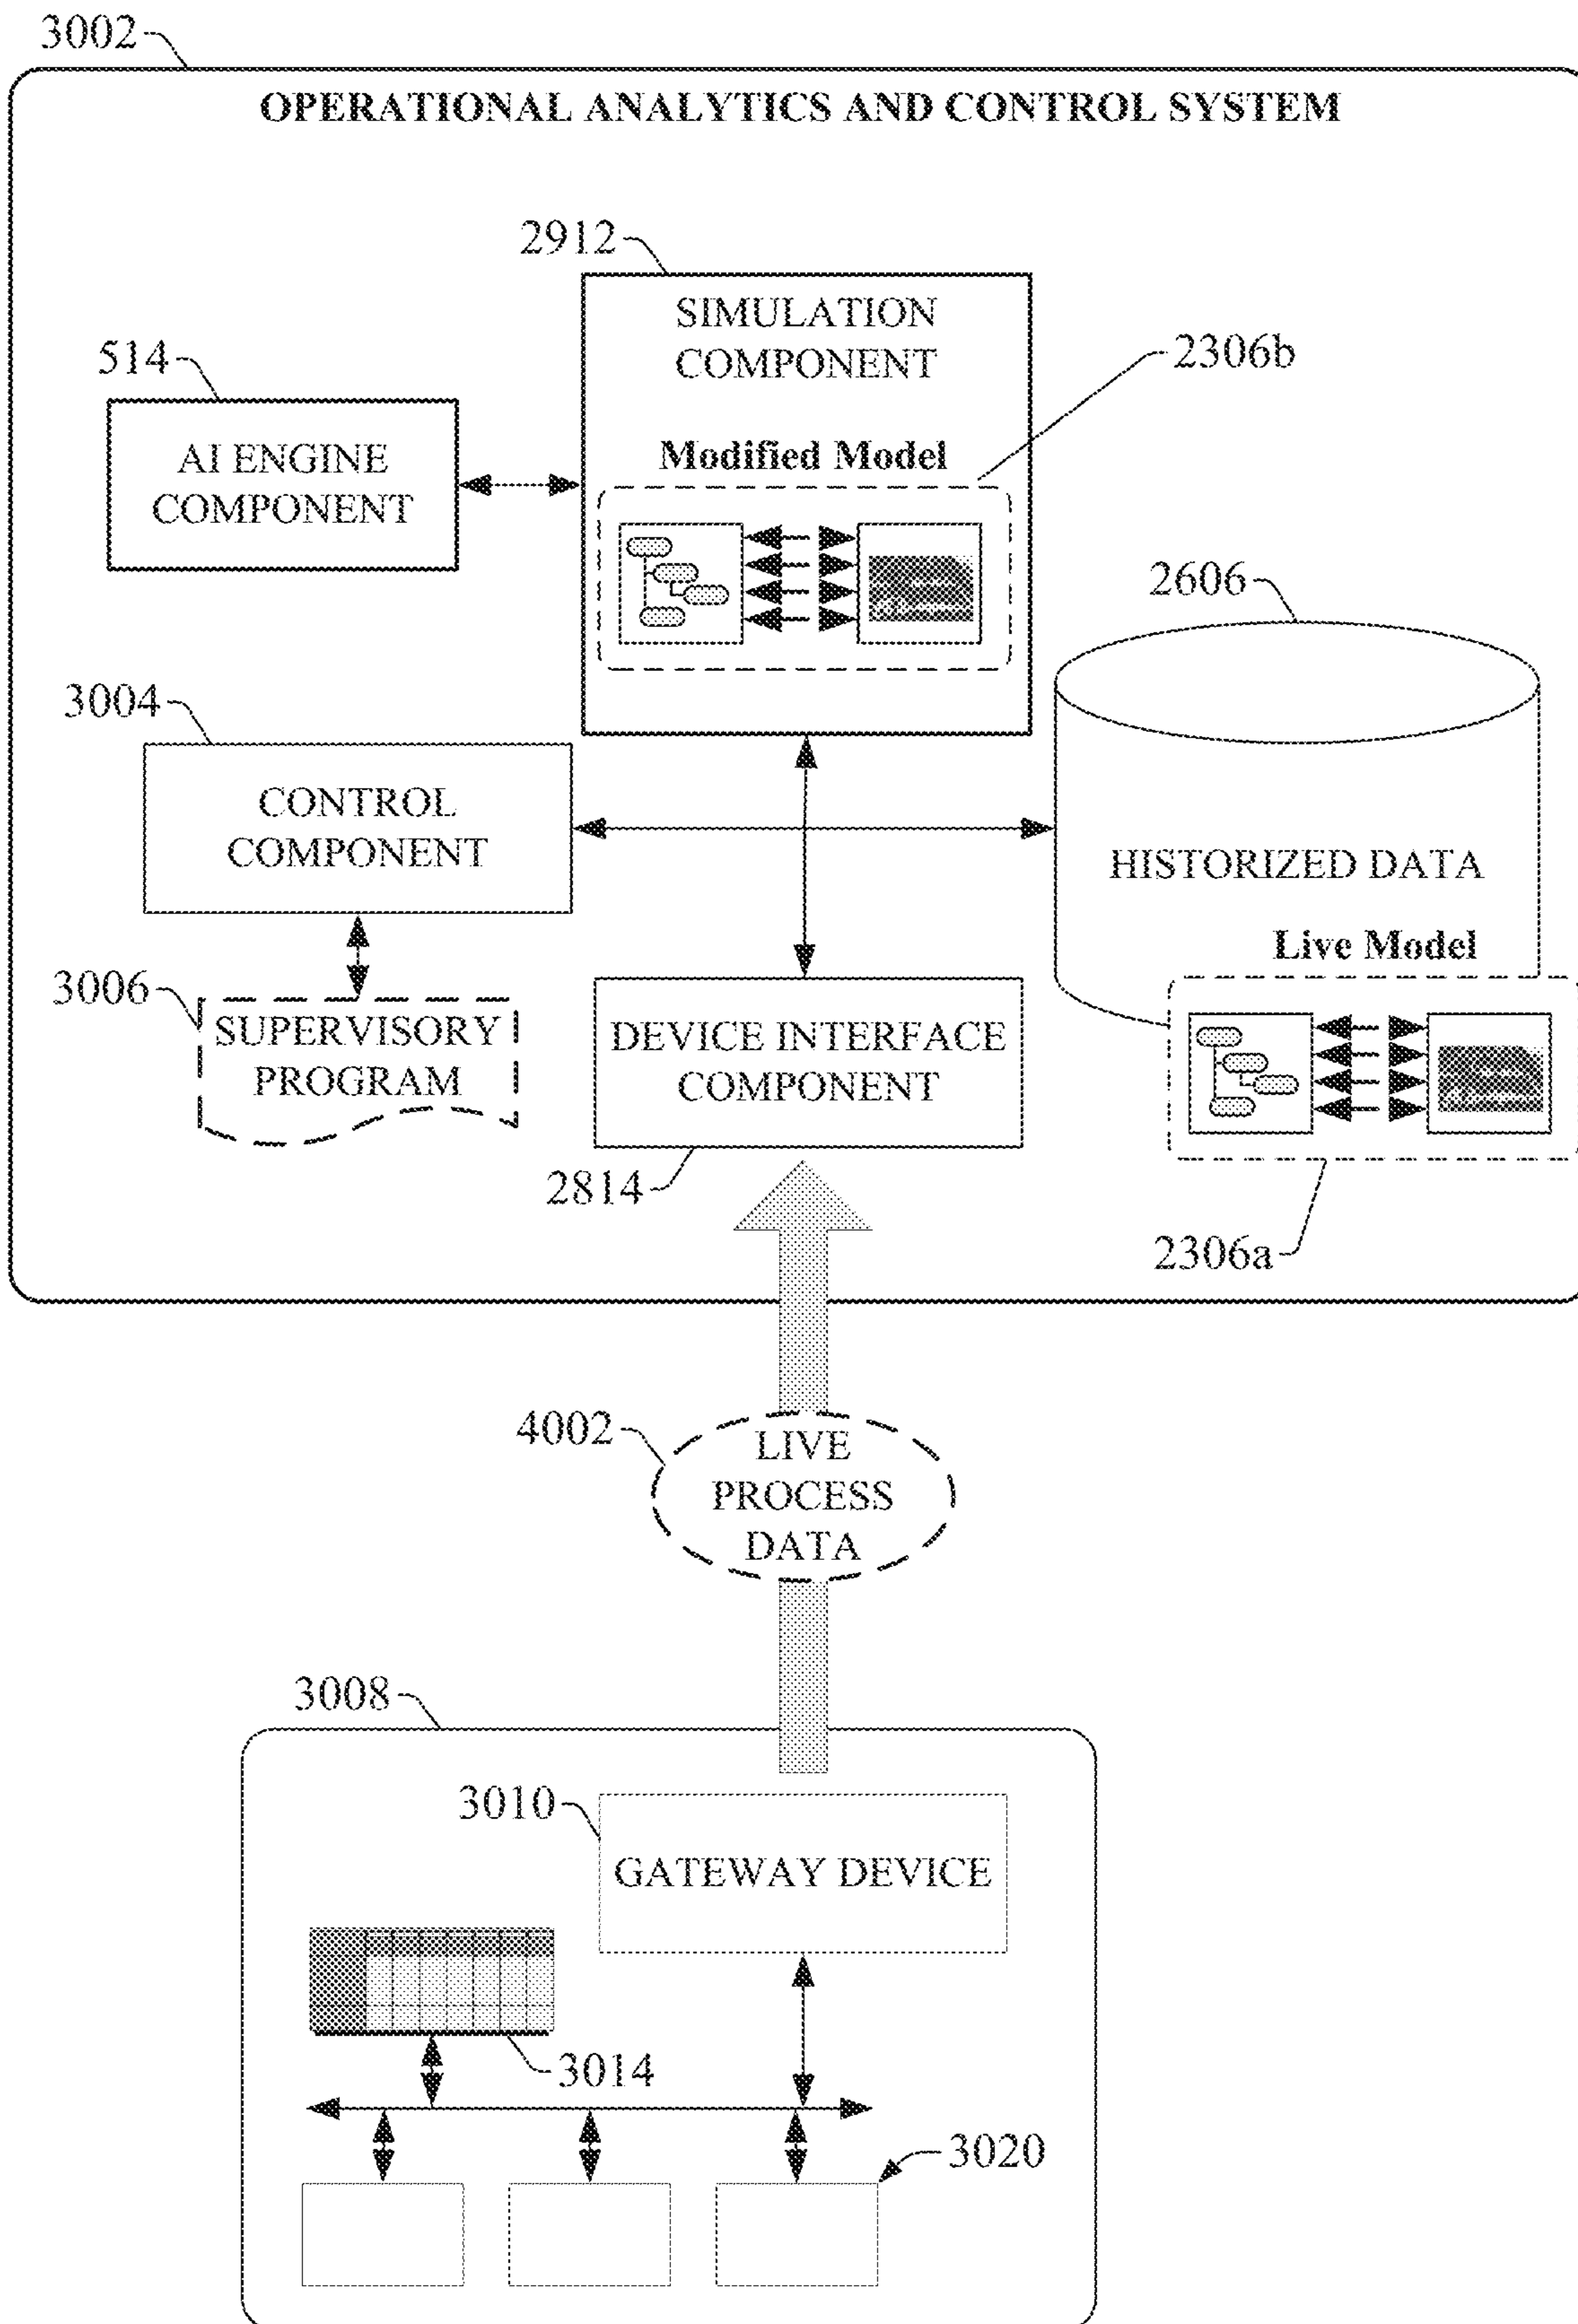 3002
OPERATIONAL ANALYTICS AND CONTROL SYSTEM
2912
SIMULATION
COMPONENT
2306b
514
AI ENGINE
COMPONENT
Modified Model
2606
3004
CONTROL
COMPONENT
HISTORIZED DATA
Live Model
3006
SUPERVISORY
PROGRAM
DEVICE INTERFACE
COMPONENT
2814
2306a
4002
LIVE
PROCESS
DATA
3008
3010
GATEWAY DEVICE
3014
3020